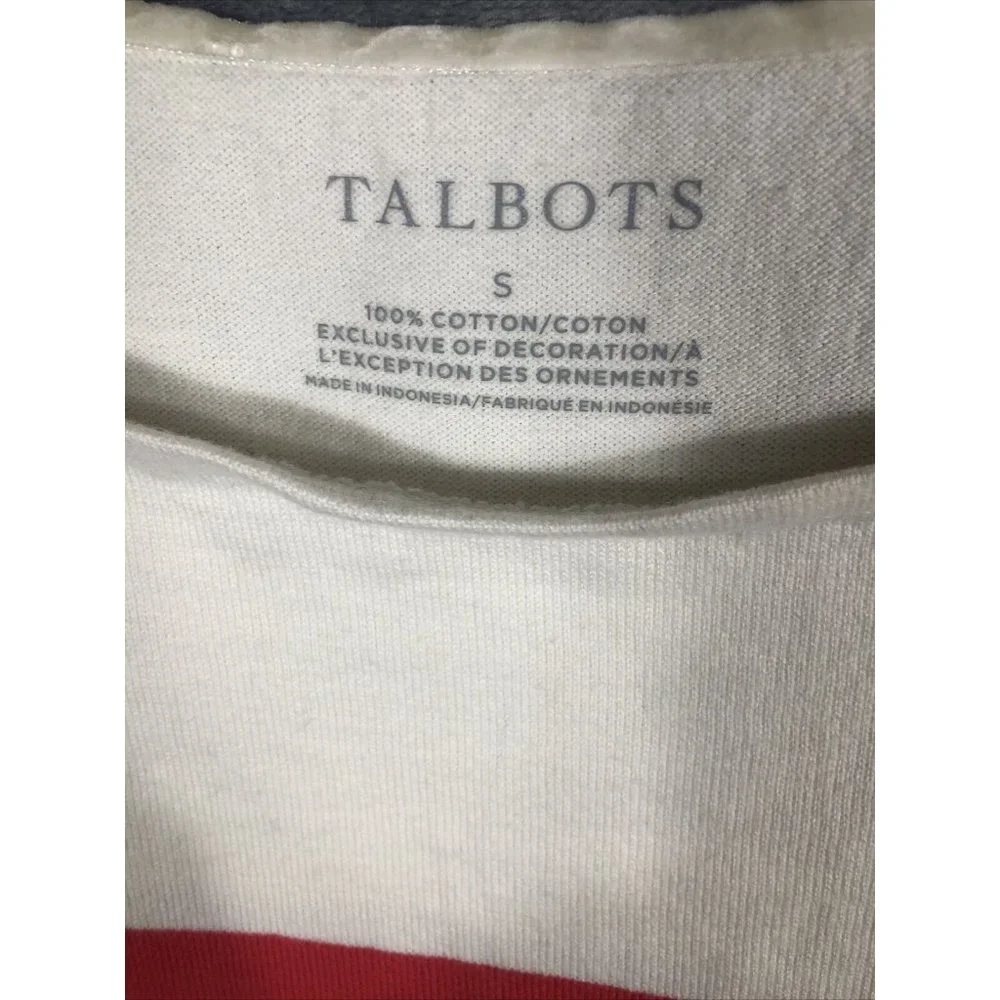 TALBOTS
S
100% COTTON/COTON
EXCLUSIVE OF DECORATION/À
L'EXCEPTION DES ORNEMENTS
MADE IN INDONESIA/FABRIQUÉ EN INDONÉSIE